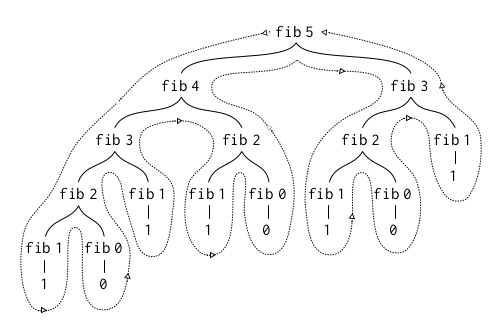 fib 5
fib 4 fib 3
fib 3 fib 2 fib 2 fib 1
fib 2 fib 1 fib 1 fib 0 fib 1 fib 0 1
fib 1 fib 0 1 1 0 1 0
1 0